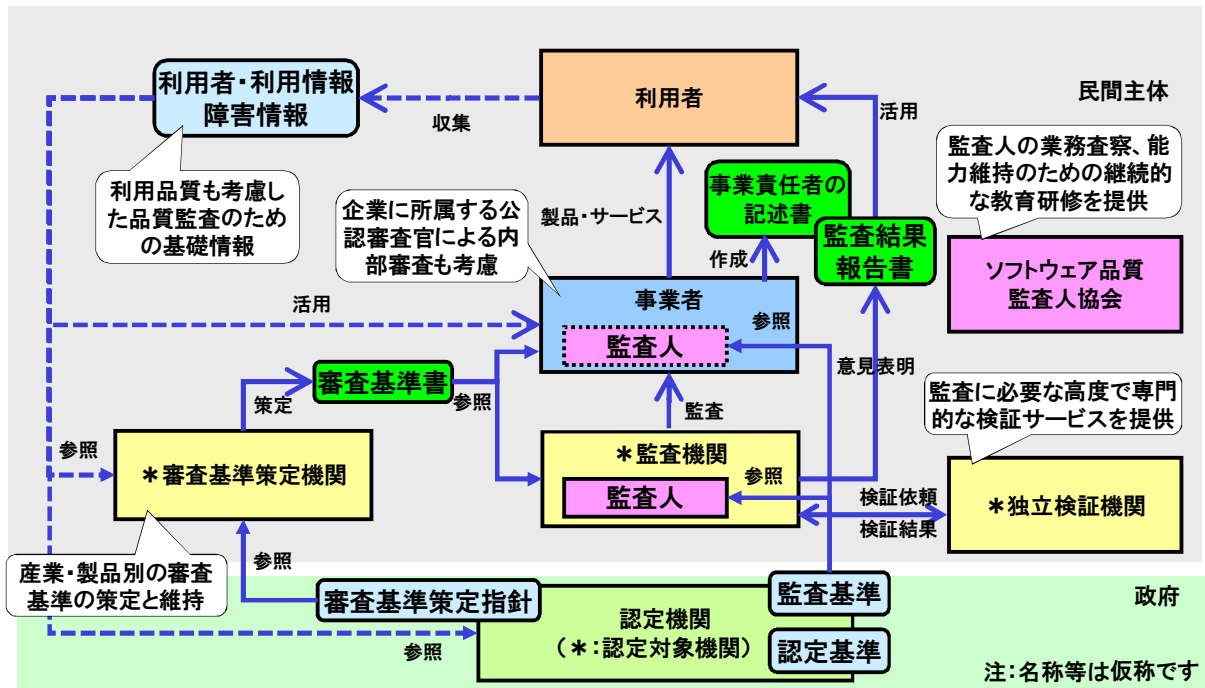 利用者・利用情報
障害情報
収集
利用者
活用
民間主体
監査人の業務査察、能
力維持のための継続的
な教育研修を提供
利用品質も考慮し
た品質監査のため
の基礎情報
企業に所属する公
認審査官による内
部審査も考慮
製品・サービス
事業責任者の
記述書
作成
監査結果
報告書
ソフトウェア品質
監査人協会
活用
事業者
監査人
参照
審査基準書
策定
参照
監査
意見表明
監査に必要な高度で専門
的な検証サービスを提供
参照
＊審査基準策定機関
＊監査機関
参照
監査人
検証依頼
検証結果
＊独立検証機関
産業・製品別の審査
基準の策定と維持
参照
審査基準策定指針
監査基準
政府
認定機関
（＊：認定対象機関）
認定基準
参照
注：名称等は仮称です